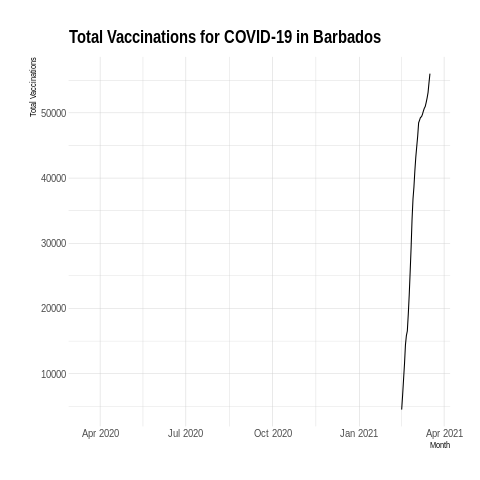 Total Vaccinations for COVID-19 in Barbados
Total Vaccinations
50000
40000
30000
20000
10000
Apr 2020 Jul 2020 Oct 2020 Jan 2021 Apr 2021
Month